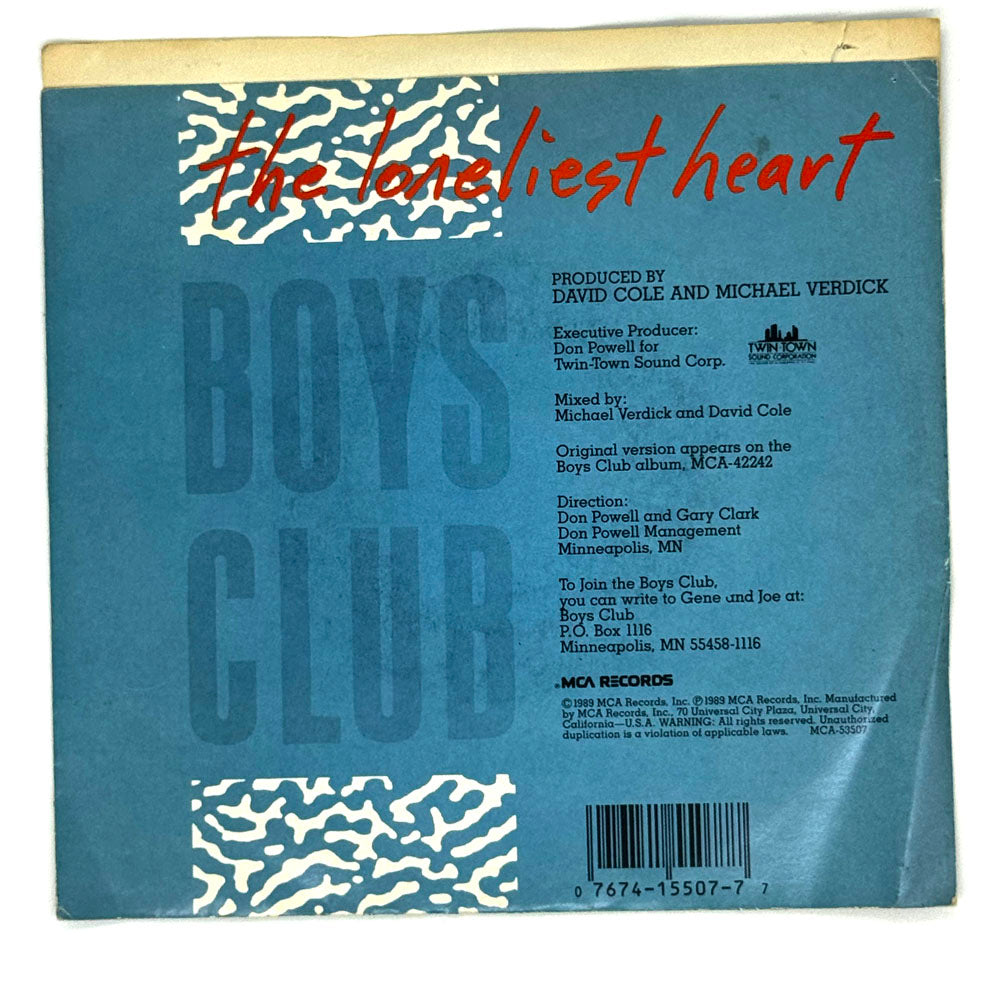 the loneliest heart
BOYS
CLUB
PRODUCED BY
DAVID COLE AND MICHAEL VERDICK
Executive Producer:
Don Powell for
Twin-Town Sound Corp.
TWIN·TOWN
SOUND CORPORATION
Mixed by:
Michael Verdick and David Cole
Original version appears on the
Boys Club album, MCA-42242
Direction:
Don Powell and Gary Clark
Don Powell Management
Minneapolis, MN
To Join the Boys Club,
you can write to Gene and Joe at:
Boys Club
P.O. Box 1116
Minneapolis, MN 55458-1116
MCA RECORDS
©1989 MCA Records, Inc. ℗1989 MCA Records, Inc. Manufactured
by MCA Records, Inc., 70 Universal City Plaza, Universal City,
California—U.S.A. WARNING: All rights reserved. Unauthorized
duplication is a violation of applicable laws. MCA-53507
0 7674-15507-7 7